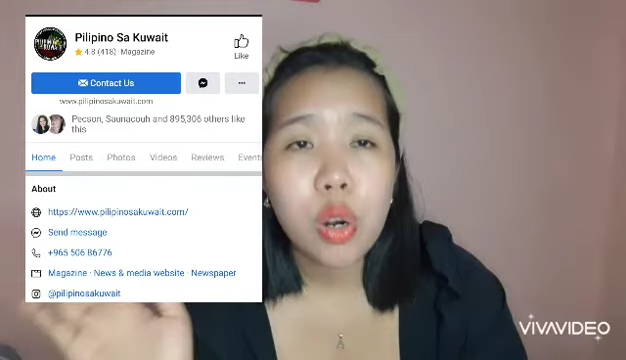 Pilipino Sa Kuwait
4.8 (418) · Magazine
Like
Contact Us
www.pilipinosakuwait.com
Pecson, Saunacouh and 895,306 others like
this
Home Posts Photos Videos Reviews Events
About
https://www.pilipinosakuwait.com/
Send message
+965 506 86776
Magazine · News & media website · Newspaper
@pilipinosakuwait
VIVAVIDEO